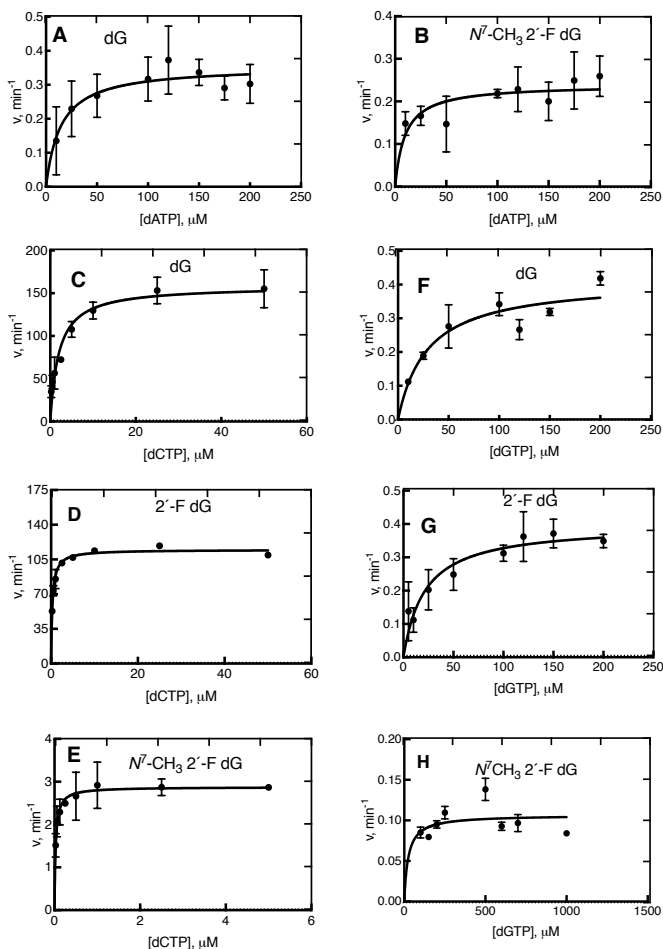 A
dG
v, min-1
0.5
0.4
0.3
0.2
0.1
0.0
0 50 100 150 200 250
[dATP], μM
B
N7-CH3 2´-F dG
v, min-1
0.4
0.3
0.2
0.1
0.0
0 50 100 150 200 250
[dATP], μM
C
dG
v, min-1
200
150
100
50
0
0 20 40 60
[dCTP], μM
F
dG
v, min-1
0.5
0.4
0.3
0.2
0.1
0.0
0 50 100 150 200 250
[dGTP], μM
D
2´-F dG
v, min-1
175
140
105
70
35
0
0 20 40 60
[dCTP], μM
G
2´-F dG
v, min-1
0.5
0.4
0.3
0.2
0.1
0.0
0 50 100 150 200 250
[dGTP], μM
E
N7-CH3 2´-F dG
v, min-1
4
3
2
1
0
0 2 4 6
[dCTP], μM
H
N7CH3 2´-F dG
v, min-1
0.20
0.15
0.10
0.05
0.00
0 500 1000 1500
[dGTP], μM